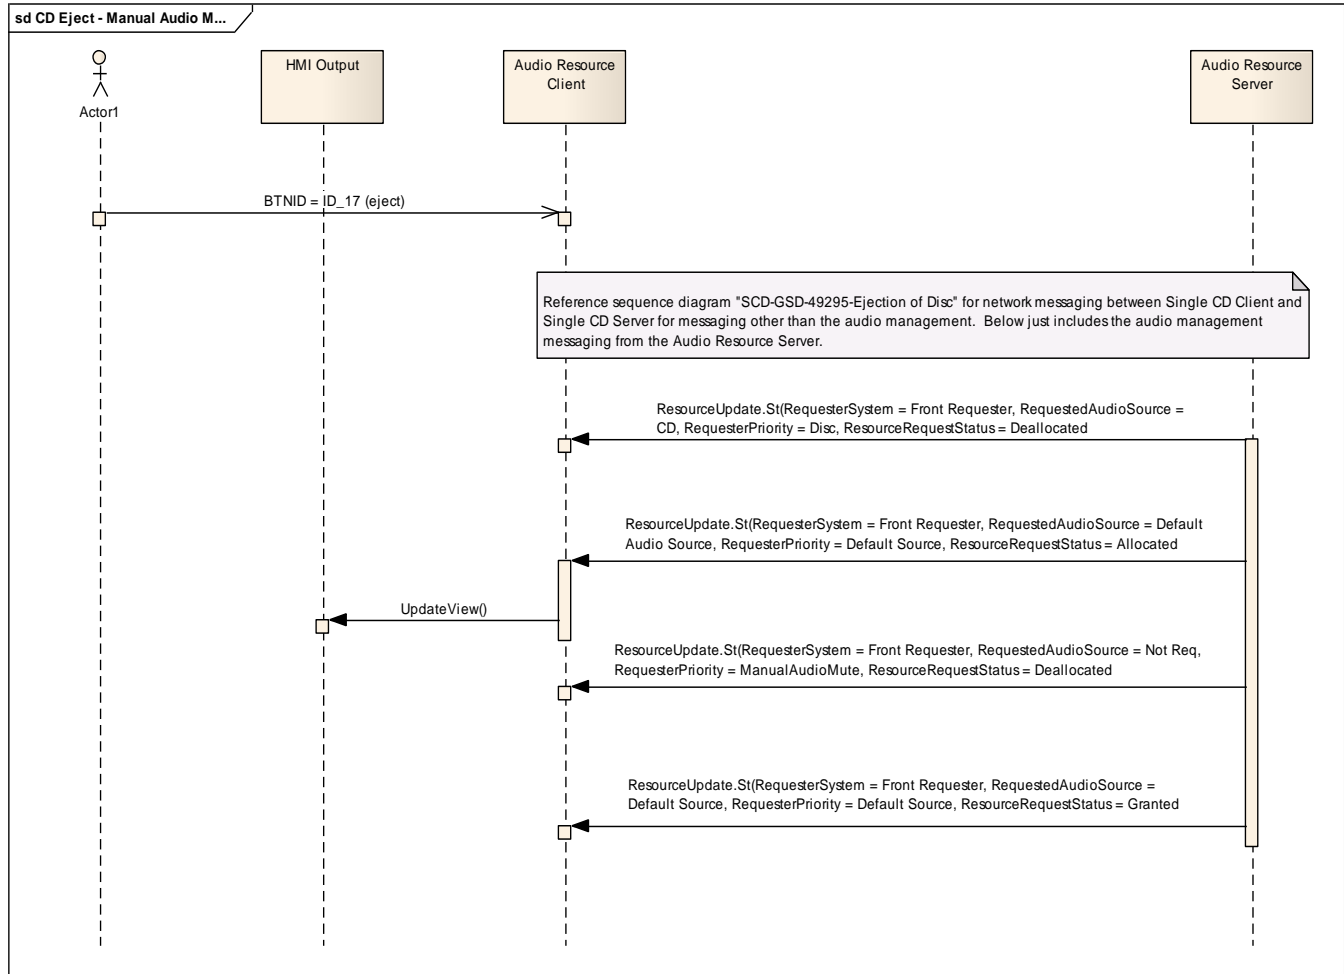 sd CD Eject - Manual Audio M...
Actor1
HMI Output
Audio Resource
Client
Audio Resource
Server
BTNID = ID_17 (eject)
Reference sequence diagram "SCD-GSD-49295-Ejection of Disc" for network messaging between Single CD Client and
Single CD Server for messaging other than the audio management.  Below just includes the audio management
messaging from the Audio Resource Server.
ResourceUpdate.St(RequesterSystem = Front Requester, RequestedAudioSource =
CD, RequesterPriority = Disc, ResourceRequestStatus = Deallocated
ResourceUpdate.St(RequesterSystem = Front Requester, RequestedAudioSource = Default
Audio Source, RequesterPriority = Default Source, ResourceRequestStatus = Allocated
UpdateView()
ResourceUpdate.St(RequesterSystem = Front Requester, RequestedAudioSource = Not Req,
RequesterPriority = ManualAudioMute, ResourceRequestStatus = Deallocated
ResourceUpdate.St(RequesterSystem = Front Requester, RequestedAudioSource =
Default Source, RequesterPriority = Default Source, ResourceRequestStatus = Granted